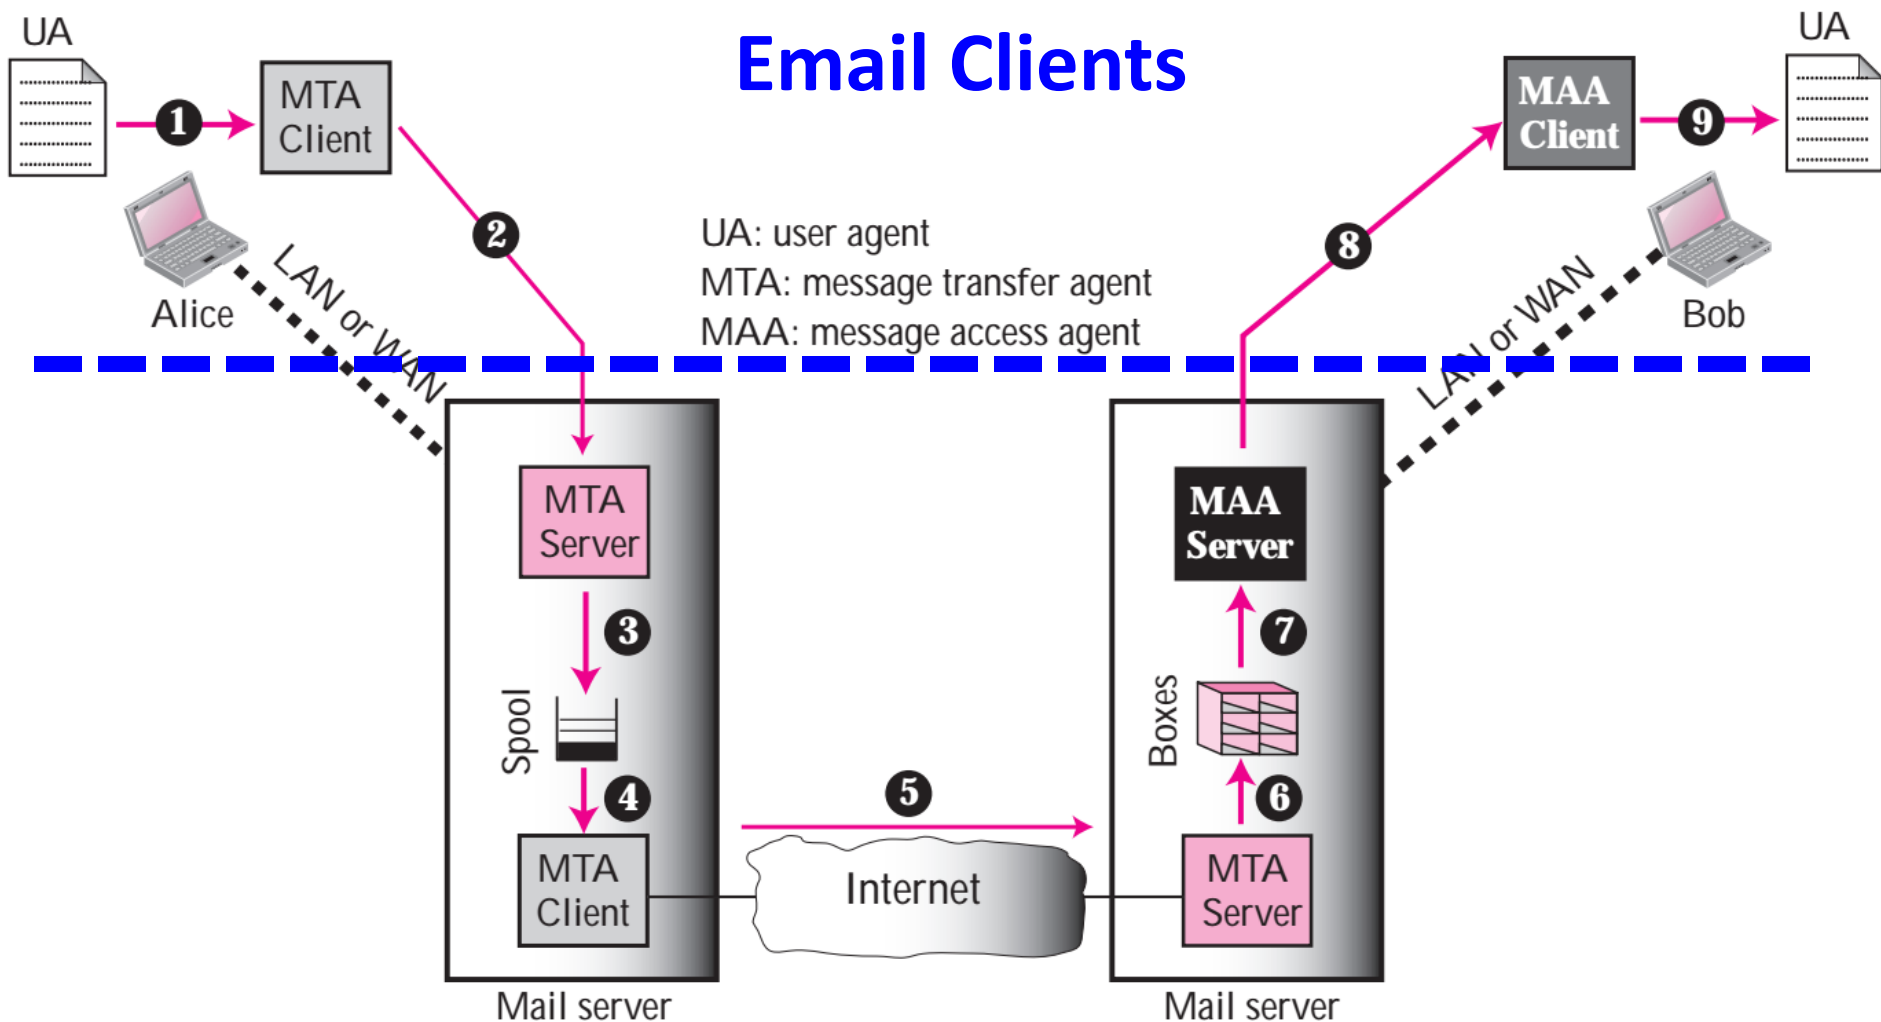 Email Clients
UA
UA
MTA
Client
MAA
Client
1
9
2
8
UA: user agent
MTA: message transfer agent
MAA: message access agent
Alice
Bob
LAN or WAN
LAN or WAN
MTA
Server
MAA
Server
3
7
Spool
Boxes
4
5
6
MTA
Client
Internet
MTA
Server
Mail server
Mail server